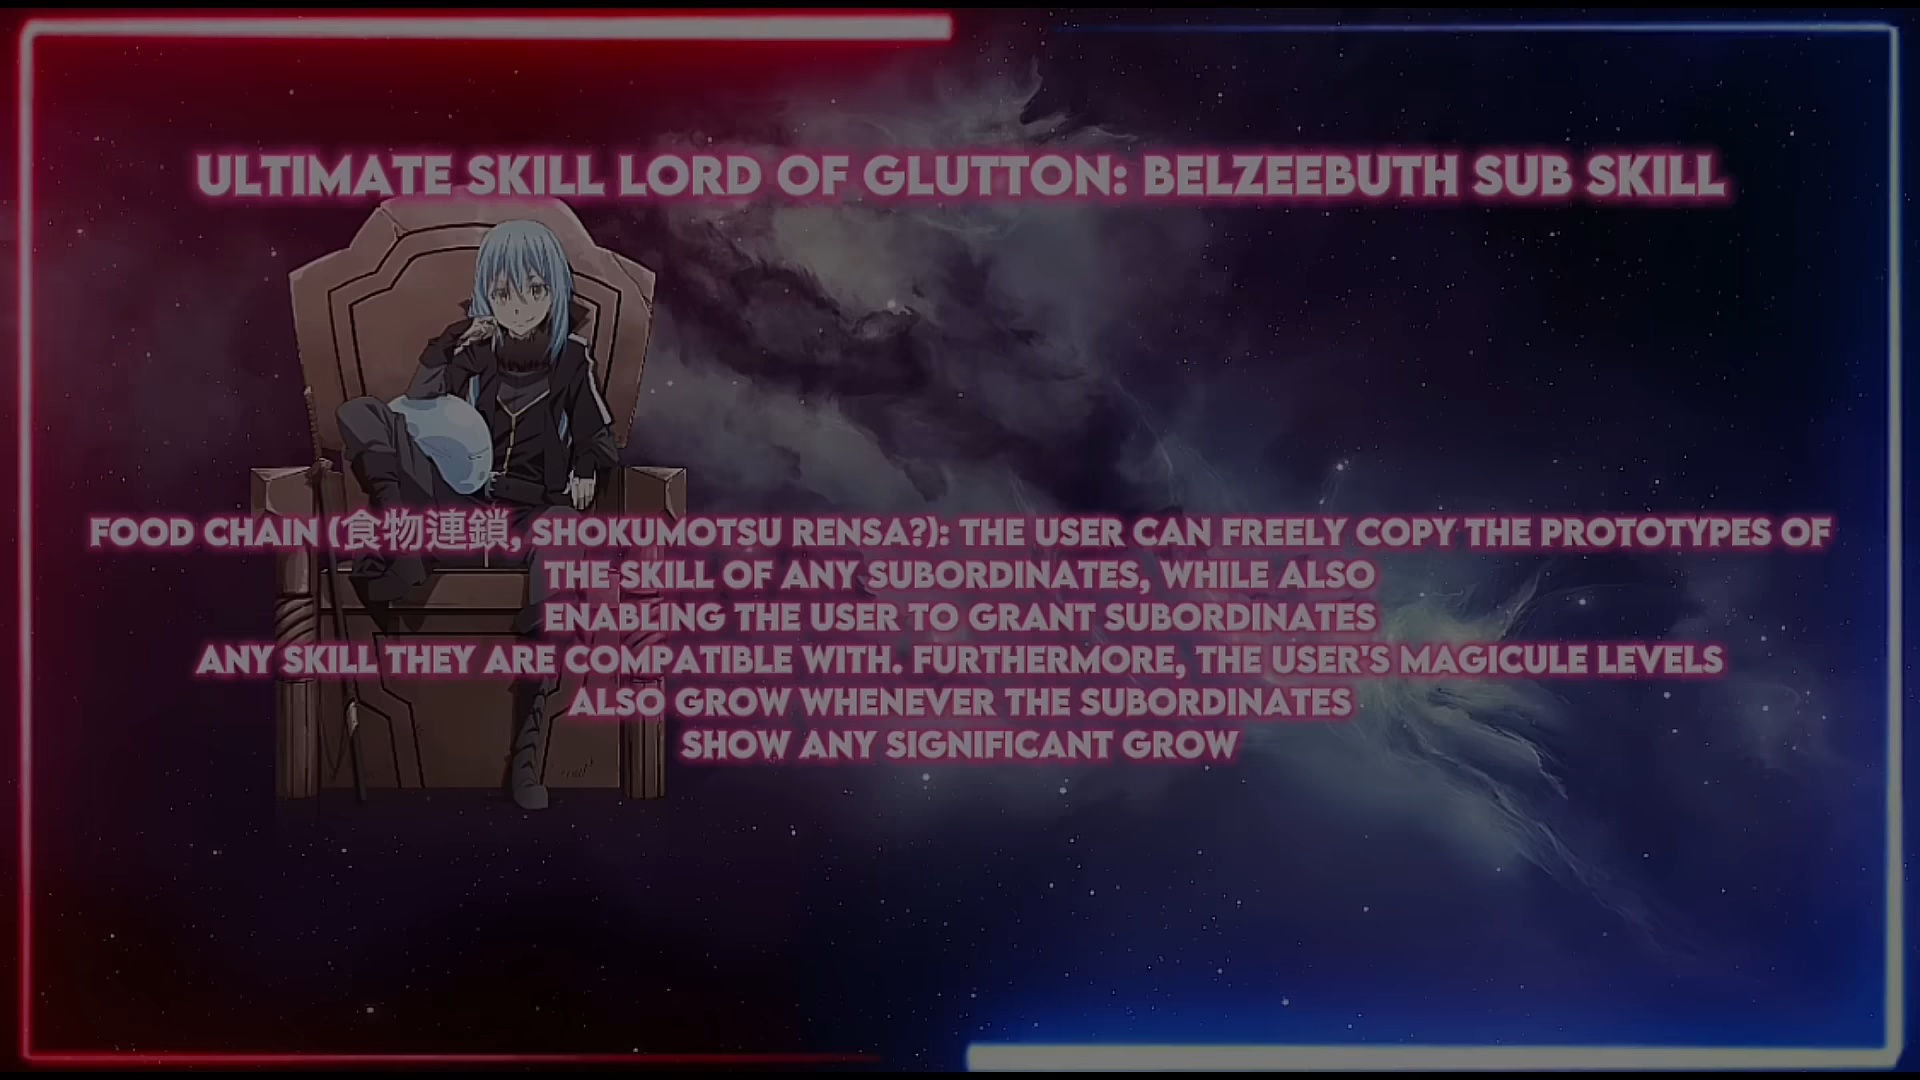 ULTIMATE SKILL LORD OF GLUTTON: BELZEEBUTH SUB SKILL
FOOD CHAIN (食物連鎖, SHOKUMOTSU RENSA?): THE USER CAN FREELY COPY THE PROTOTYPES OF
THE SKILL OF ANY SUBORDINATES, WHILE ALSO
ENABLING THE USER TO GRANT SUBORDINATES
ANY SKILL THEY ARE COMPATIBLE WITH. FURTHERMORE, THE USER'S MAGICULE LEVELS
ALSO GROW WHENEVER THE SUBORDINATES
SHOW ANY SIGNIFICANT GROW